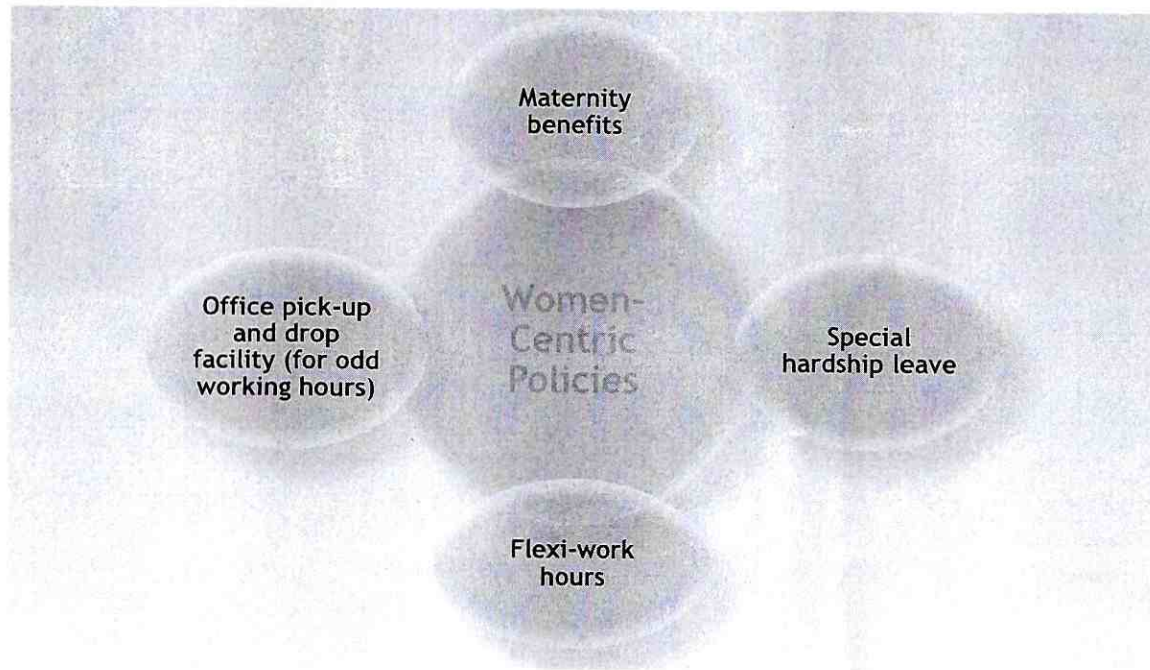 Maternity
benefits
Office pick-up
and drop
facility (for odd
working hours)
Women-
Centric
Policies
Special
hardship leave
Flexi-work
hours